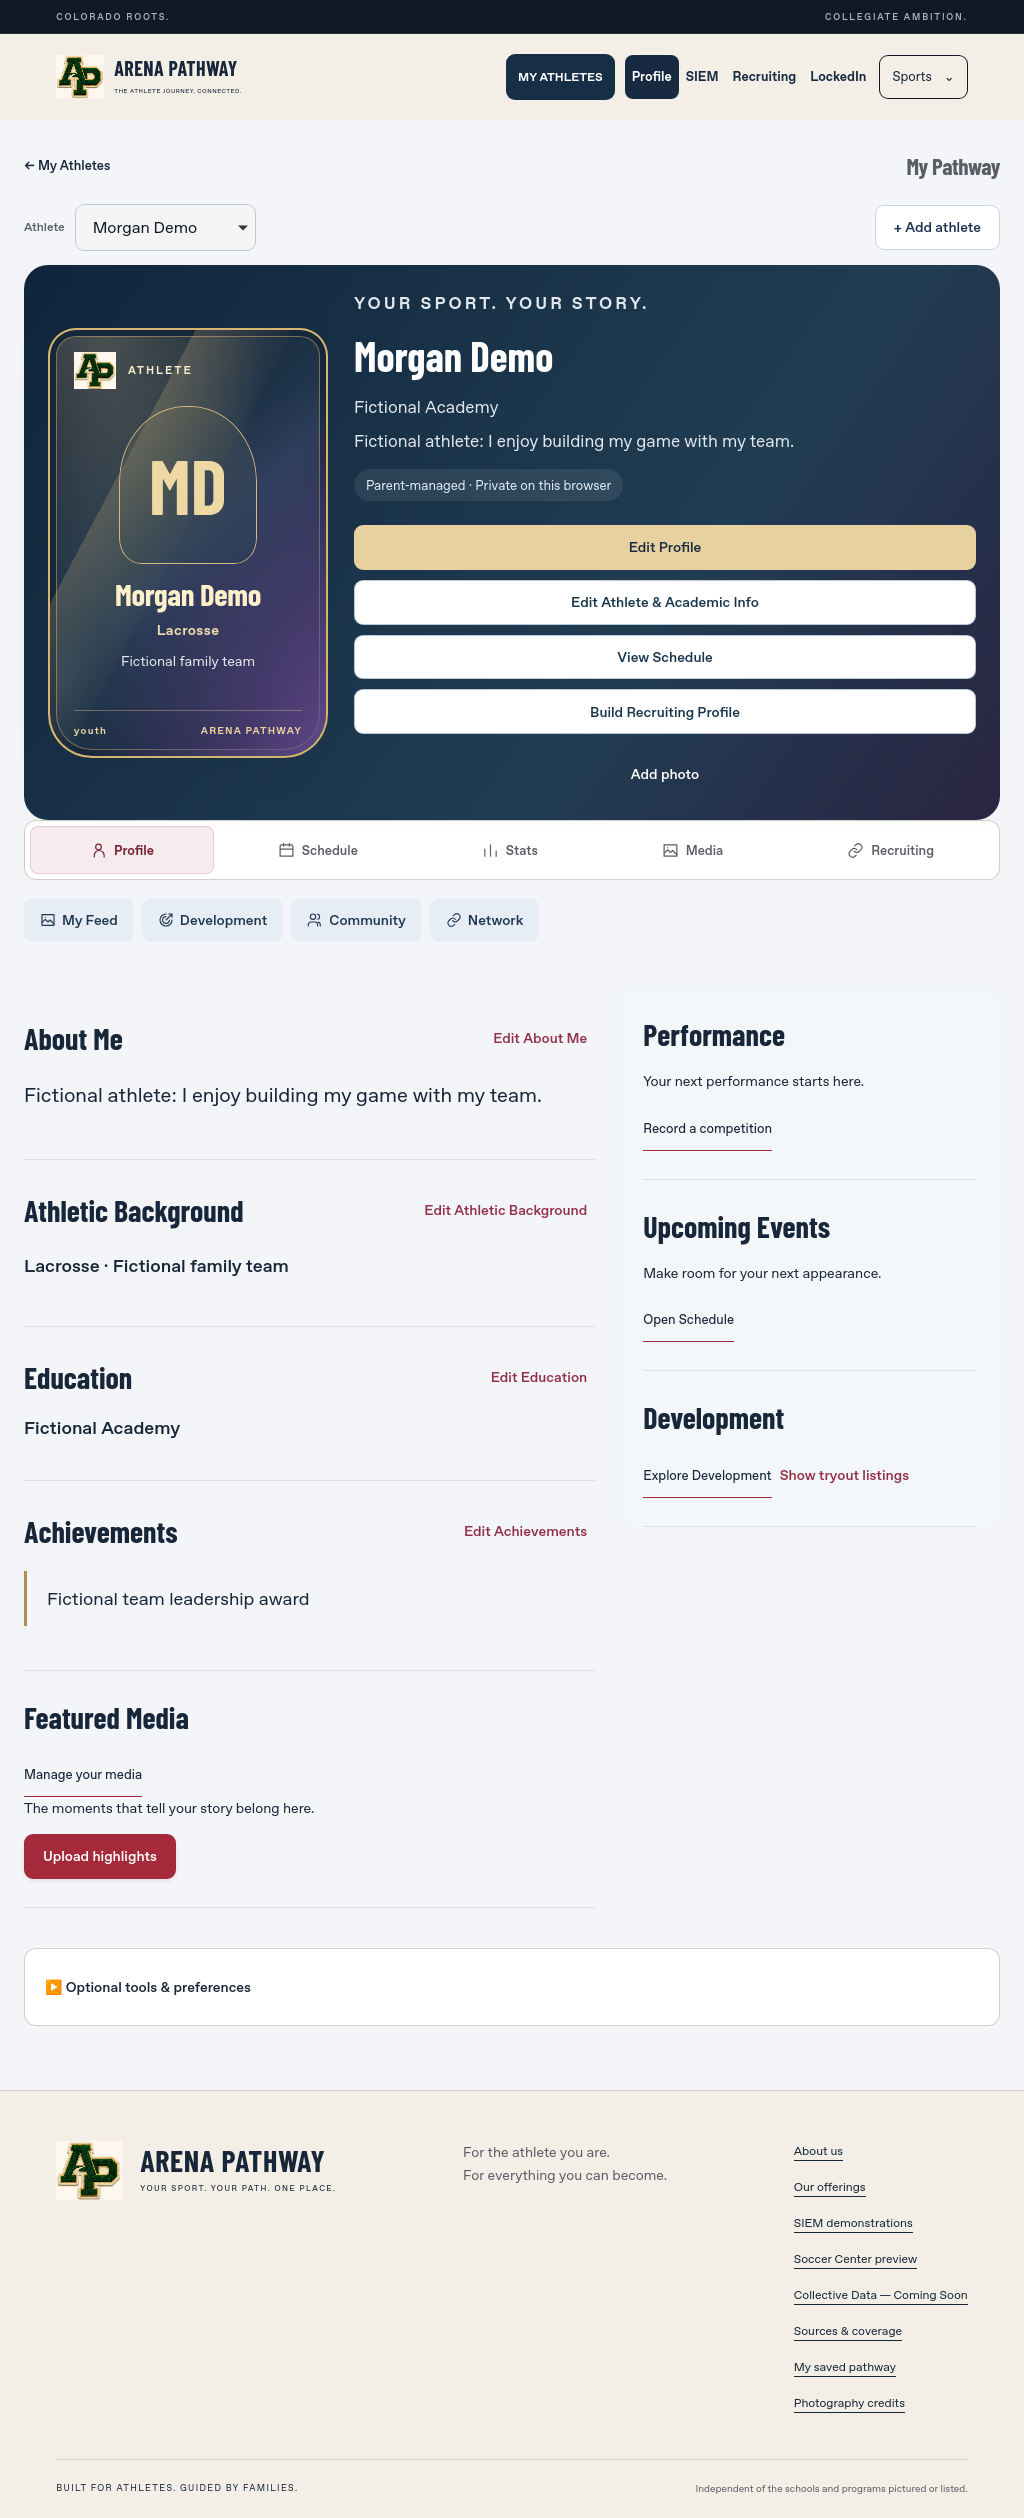 COLORADO ROOTS.
COLLEGIATE AMBITION.
AP
ARENA PATHWAY
THE ATHLETE JOURNEY, CONNECTED.
MY ATHLETES
Profile
SIEM
Recruiting
LockedIn
Sports
← My Athletes
My Pathway
Athlete
Morgan Demo
+ Add athlete
AP
ATHLETE
MD
Morgan Demo
Lacrosse
Fictional family team
youth
ARENA PATHWAY
YOUR SPORT. YOUR STORY.
Morgan Demo
Fictional Academy
Fictional athlete: I enjoy building my game with my team.
Parent-managed · Private on this browser
Edit Profile
Edit Athlete & Academic Info
View Schedule
Build Recruiting Profile
Add photo
Profile
Schedule
Stats
Media
Recruiting
My Feed
Development
Community
Network
About Me
Edit About Me
Fictional athlete: I enjoy building my game with my team.
Athletic Background
Edit Athletic Background
Lacrosse · Fictional family team
Education
Edit Education
Fictional Academy
Achievements
Edit Achievements
Fictional team leadership award
Featured Media
Manage your media
The moments that tell your story belong here.
Upload highlights
Performance
Your next performance starts here.
Record a competition
Upcoming Events
Make room for your next appearance.
Open Schedule
Development
Explore Development
Show tryout listings
Optional tools & preferences
AP
ARENA PATHWAY
YOUR SPORT. YOUR PATH. ONE PLACE.
For the athlete you are.
For everything you can become.
About us
Our offerings
SIEM demonstrations
Soccer Center preview
Collective Data — Coming Soon
Sources & coverage
My saved pathway
Photography credits
BUILT FOR ATHLETES. GUIDED BY FAMILIES.
Independent of the schools and programs pictured or listed.